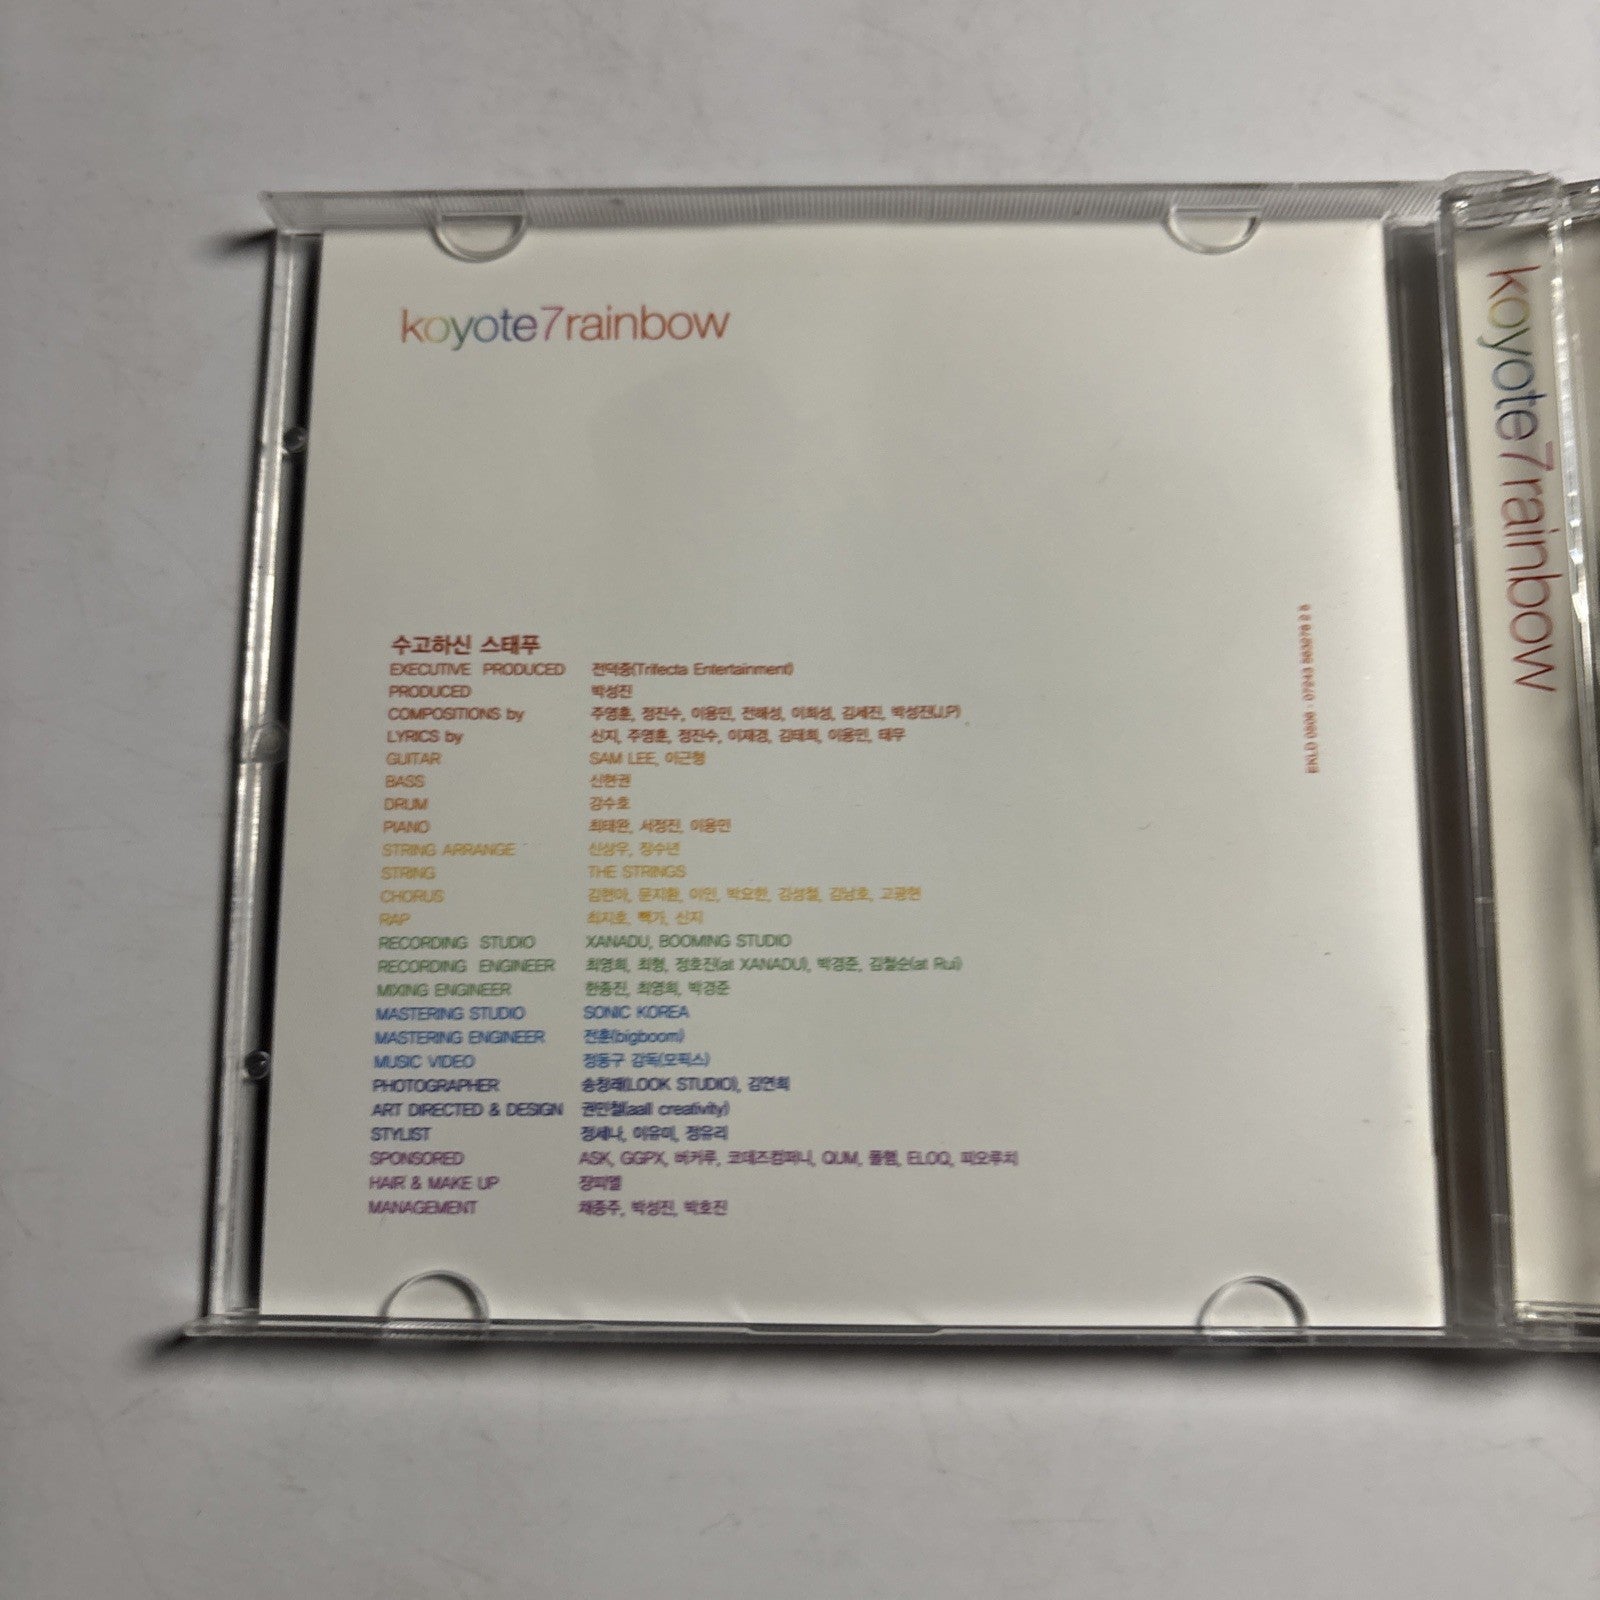 koyote7rainbow
수고하신 스태푸
EXECUTIVE PRODUCED 전덕중(Trifecta Entertainment)
PRODUCED 박성진
COMPOSITIONS by 주영훈, 정진수, 이용민, 전해성, 이희성, 김세진, 박성진(J.P)
LYRICS by 신지, 주영훈, 정진수, 이재경, 김태희, 이용민, 태우
GUITAR SAM LEE, 이근형
BASS 신현권
DRUM 강수호
PIANO 최태완, 서정진, 이용민
STRING ARRANGE 신상우, 장수년
STRING THE STRINGS
CHORUS 김현아, 문지환, 이인, 박요한, 김성철, 김남호, 고광현
RAP 최지호, 빽가, 신지
RECORDING STUDIO XANADU, BOOMING STUDIO
RECORDING ENGINEER 최영희, 최형, 정호진(at XANADU), 박경준, 김철순(at Rui)
MIXING ENGINEER 한종진, 최영희, 박경준
MASTERING STUDIO SONIC KOREA
MASTERING ENGINEER 전훈(bigboom)
MUSIC VIDEO 정동구 감독(모픽스)
PHOTOGRAPHER 송정래(LOOK STUDIO), 김연희
ART DIRECTED & DESIGN 권민철(aall creativity)
STYLIST 정세나, 이유미, 정유리
SPONSORED ASK, GGPX, 버커루, 코데즈컴퍼니, QUM, 폴햄, ELOQ, 피오루치
HAIR & MAKE UP 장피엘
MANAGEMENT 채종주, 박성진, 박호진
EKLD 0808
koyote7rainbow